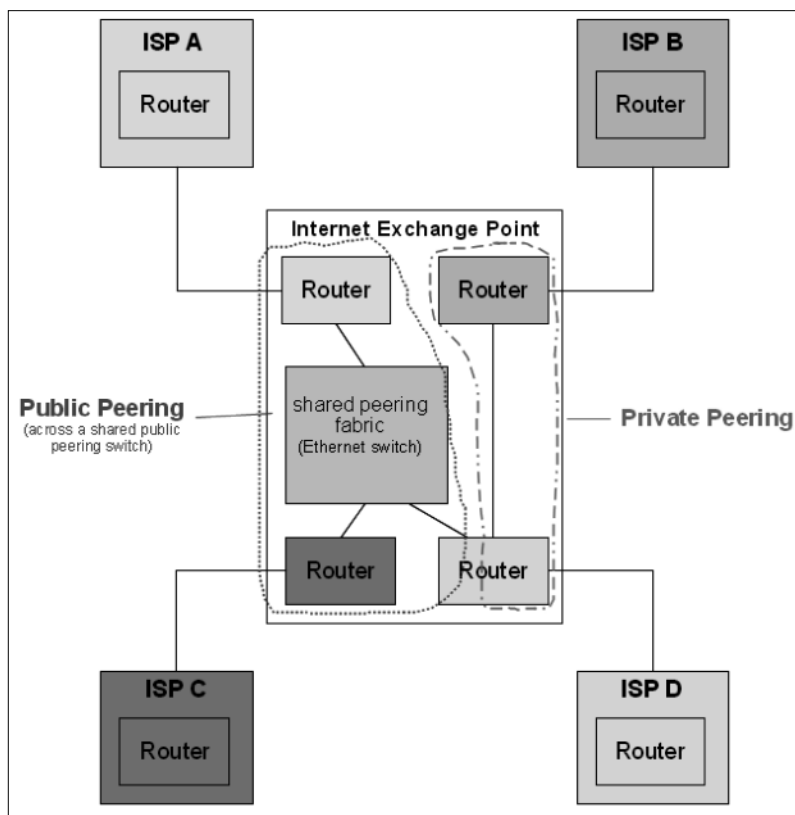 ISP A
Router
ISP B
Router
Internet Exchange Point
Router
Router
Public Peering
(across a shared public
peering switch)
shared peering
fabric
(Ethernet switch)
Private Peering
Router
Router
ISP C
Router
ISP D
Router